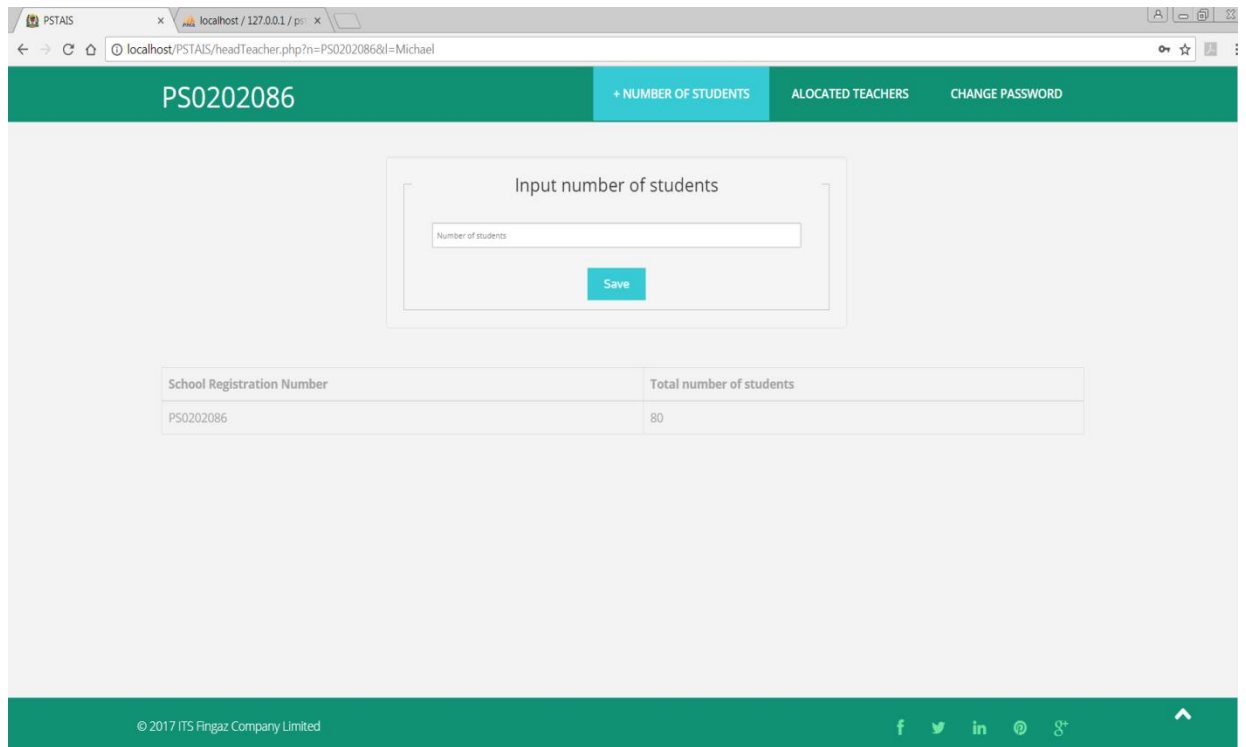 PSTAIS
localhost / 127.0.0.1 / ps
localhost/PSTAIS/headTeacher.php?n=PS0202086&l=Michael
PS0202086
+ NUMBER OF STUDENTS
ALOCATED TEACHERS
CHANGE PASSWORD
Input number of students
Number of students
Save
School Registration Number
Total number of students
PS0202086
80
© 2017 ITS Fingaz Company Limited